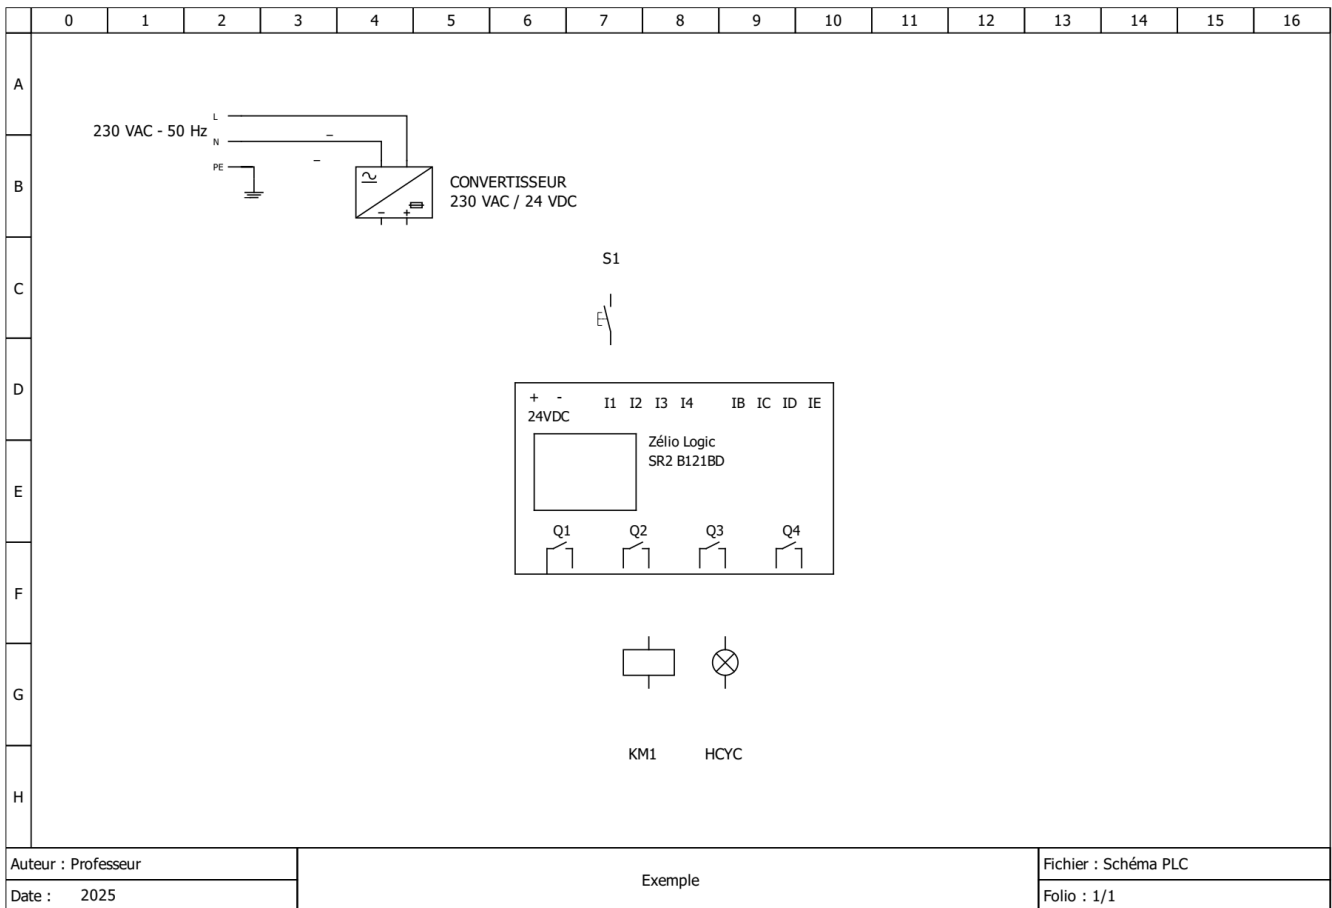 0 1 2 3 4 5 6 7 8 9 10 11 12 13 14 15 16
A
L
230 VAC - 50 Hz
N
PE
B
CONVERTISSEUR
230 VAC / 24 VDC
- +
S1
C
D
+ - I1 I2 I3 I4 IB IC ID IE
24VDC
Zélio Logic
SR2 B121BD
E
Q1 Q2 Q3 Q4
F
G
KM1 HCYC
H
Auteur : Professeur
Date : 2025
Exemple
Fichier : Schéma PLC
Folio : 1/1